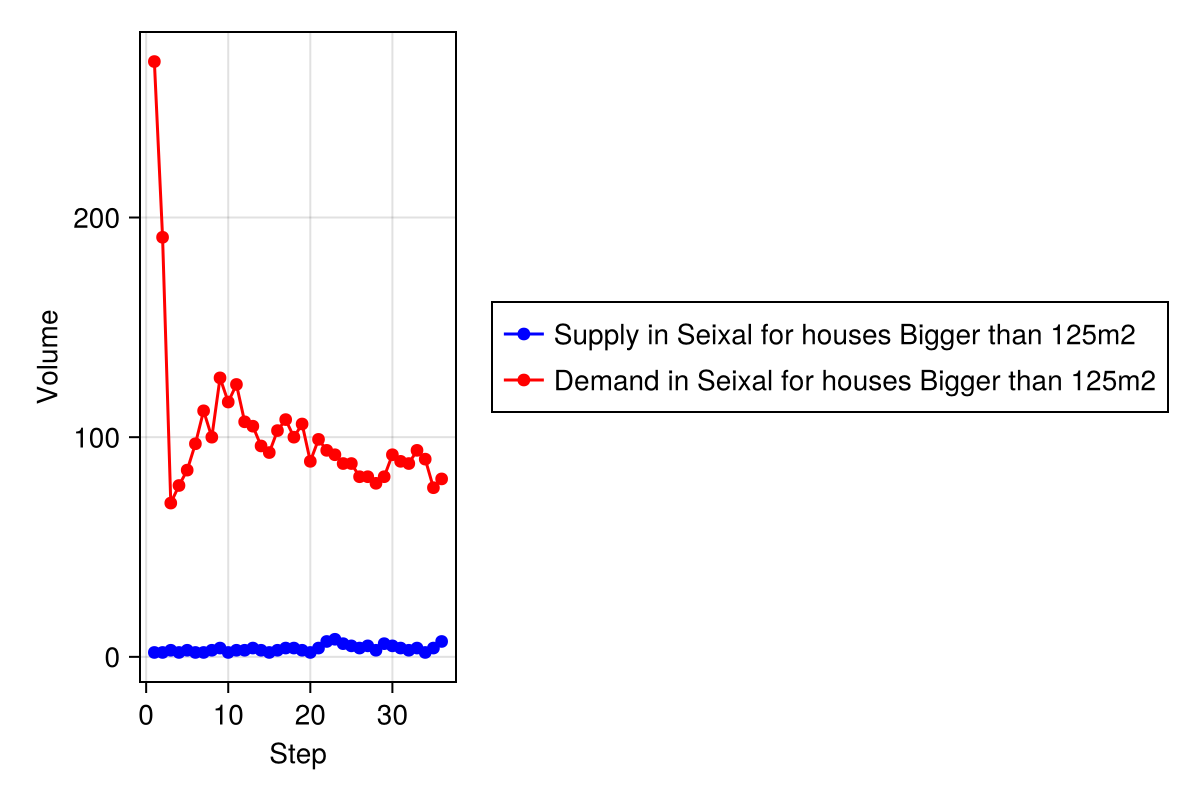 Volume
200
100
0
0 10 20 30
Step
Supply in Seixal for houses Bigger than 125m2
Demand in Seixal for houses Bigger than 125m2